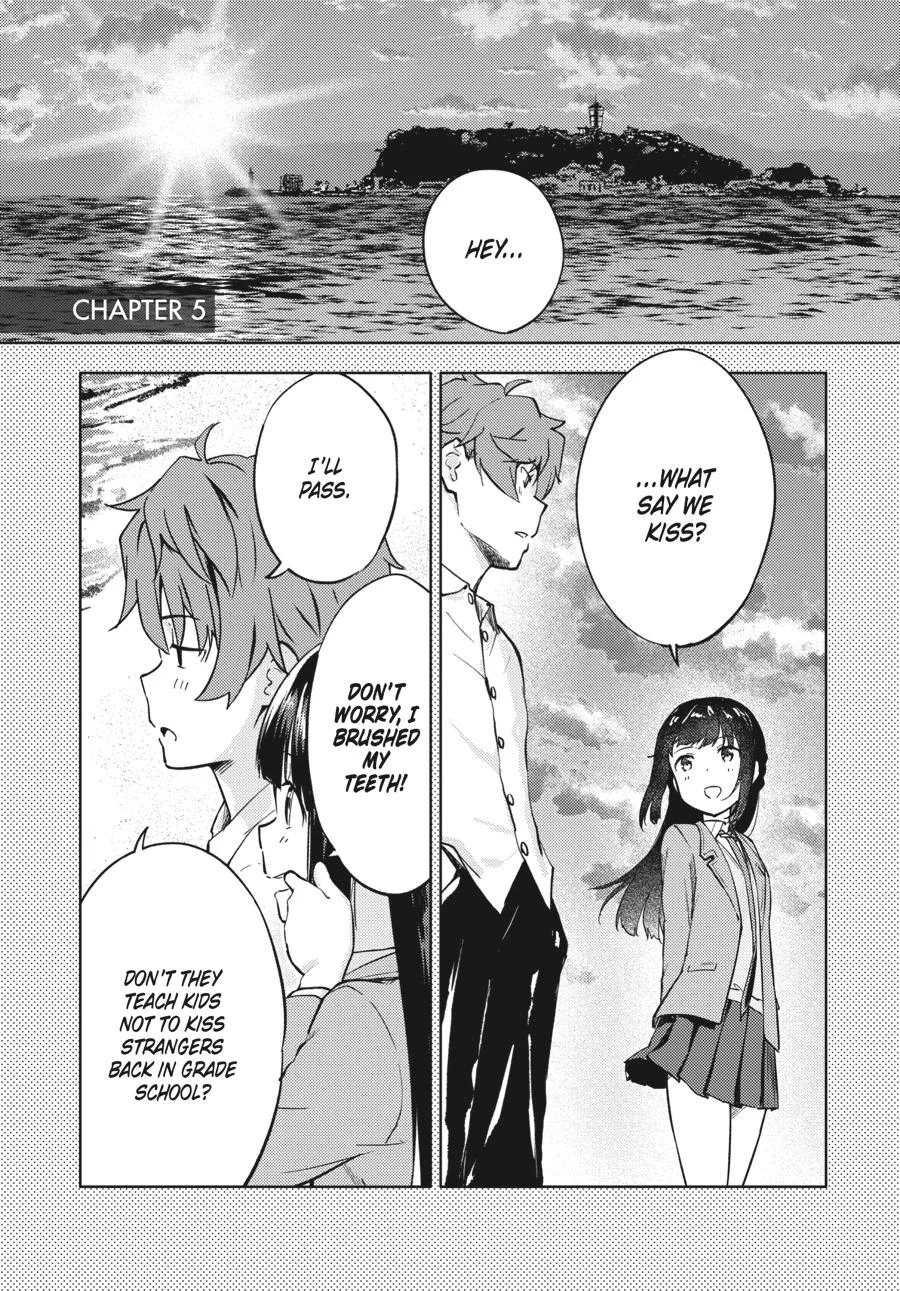 HEY...
CHAPTER 5
...WHAT
SAY WE
KISS?
I'LL
PASS.
DON'T
WORRY, I
BRUSHED
MY
TEETH!
DON'T THEY
TEACH KIDS
NOT TO KISS
STRANGERS
BACK IN GRADE
SCHOOL?